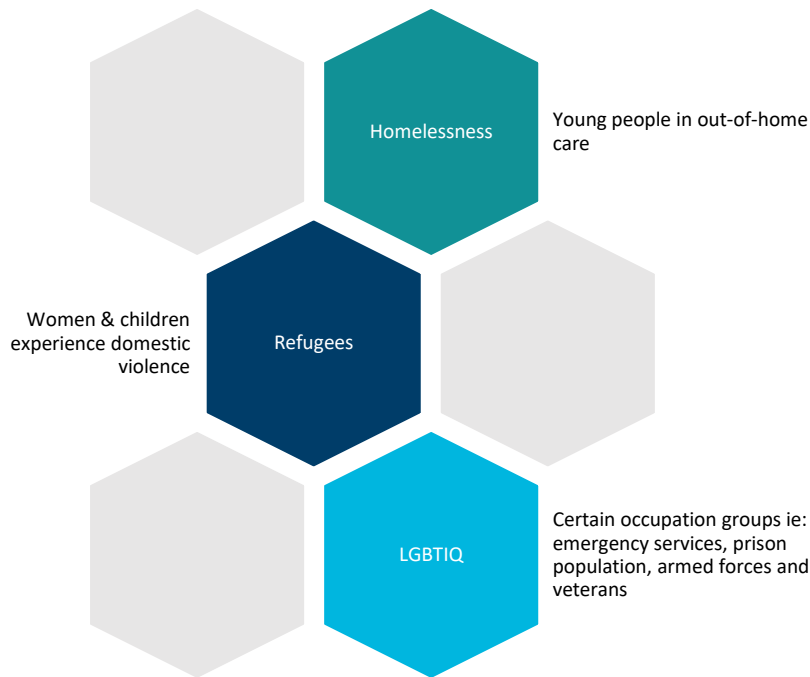 Homelessness
Young people in out-of-home
care
Women & children
experience domestic
violence
Refugees
LGBTIQ
Certain occupation groups ie:
emergency services, prison
population, armed forces and
veterans